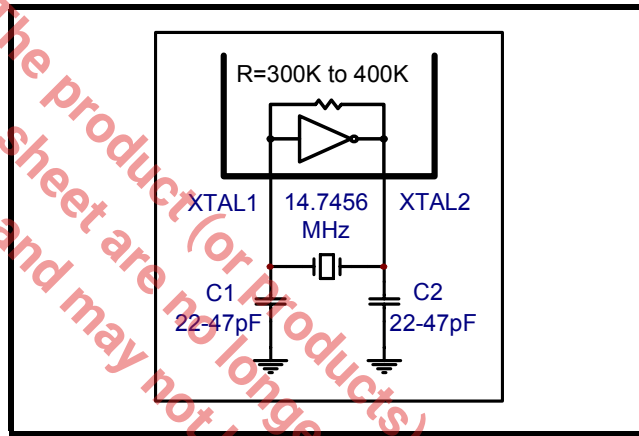 R=300K to 400K
XTAL1 14.7456 XTAL2
MHz
C1 C2
22-47pF 22-47pF
The product (or products)
sheet are no longe
and may not